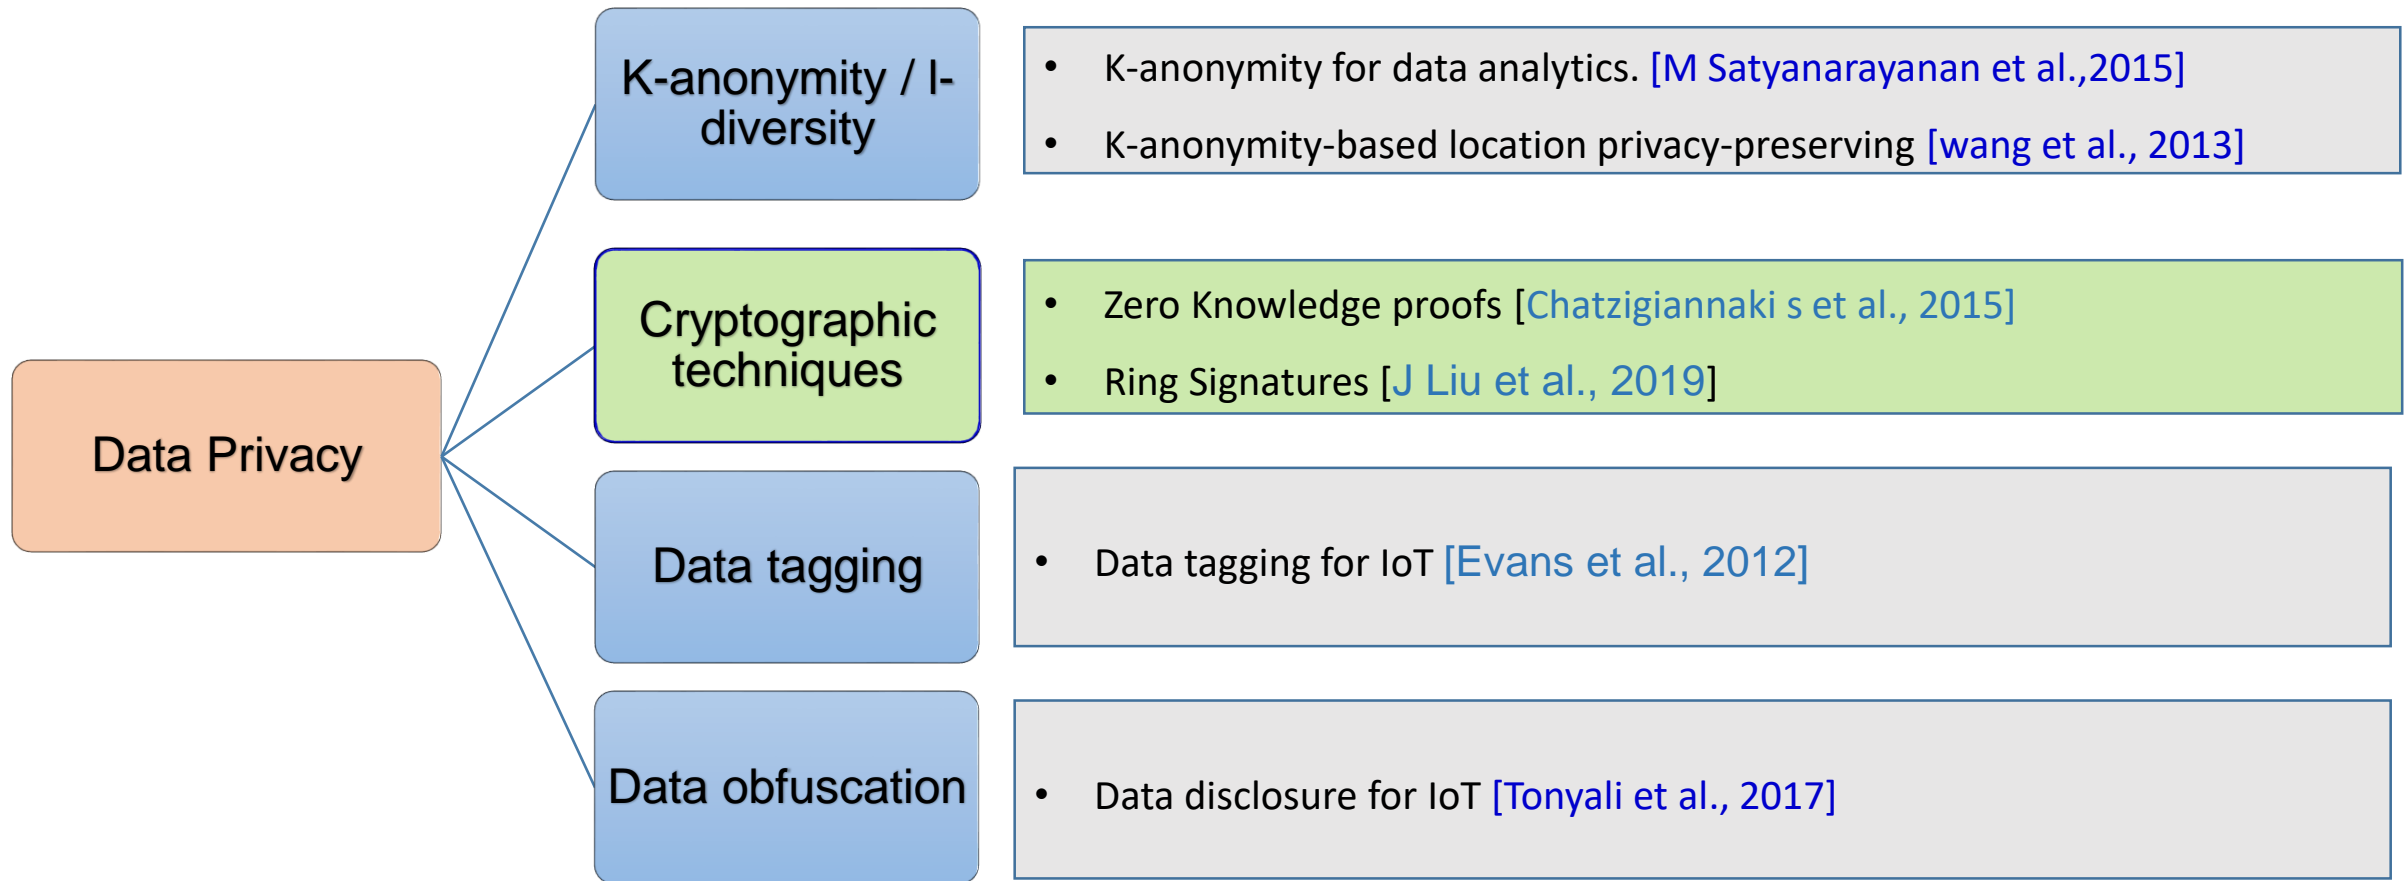 Data Privacy
K-anonymity / l-
diversity
• K-anonymity for data analytics. [M Satyanarayanan et al.,2015]
• K-anonymity-based location privacy-preserving [wang et al., 2013]
Cryptographic
techniques
• Zero Knowledge proofs [Chatzigiannaki s et al., 2015]
• Ring Signatures [J Liu et al., 2019]
Data tagging
• Data tagging for IoT [Evans et al., 2012]
Data obfuscation
• Data disclosure for IoT [Tonyali et al., 2017]